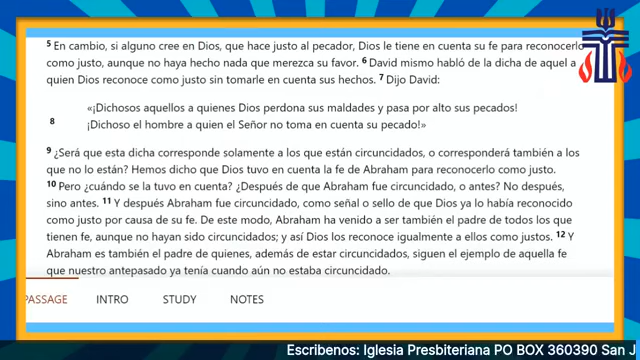 5 En cambio, si alguno cree en Dios, que hace justo al pecador, Dios le tiene en cuenta su fe para reconocerlo
como justo, aunque no haya hecho nada que merezca su favor. 6 David mismo habló de la dicha de aquel a
quien Dios reconoce como justo sin tomarle en cuenta sus hechos. 7 Dijo David:
«¡Dichosos aquellos a quienes Dios perdona sus maldades y pasa por alto sus pecados!
8 ¡Dichoso el hombre a quien el Señor no toma en cuenta su pecado!»
9 ¿Será que esta dicha corresponde solamente a los que están circuncidados, o corresponderá también a los
que no lo están? Hemos dicho que Dios tuvo en cuenta la fe de Abraham para reconocerlo como justo.
10 Pero ¿cuándo se la tuvo en cuenta? ¿Después de que Abraham fue circuncidado, o antes? No después,
sino antes. 11 Y después Abraham fue circuncidado, como señal o sello de que Dios ya lo había reconocido
como justo por causa de su fe. De este modo, Abraham ha venido a ser también el padre de todos los que
tienen fe, aunque no hayan sido circuncidados; y así Dios los reconoce igualmente a ellos como justos. 12 Y
Abraham es también el padre de quienes, además de estar circuncidados, siguen el ejemplo de aquella fe
que nuestro antepasado ya tenía cuando aún no estaba circuncidado.
PASSAGE INTRO STUDY NOTES
Escribenos: Iglesia Presbiteriana PO BOX 360390 San J